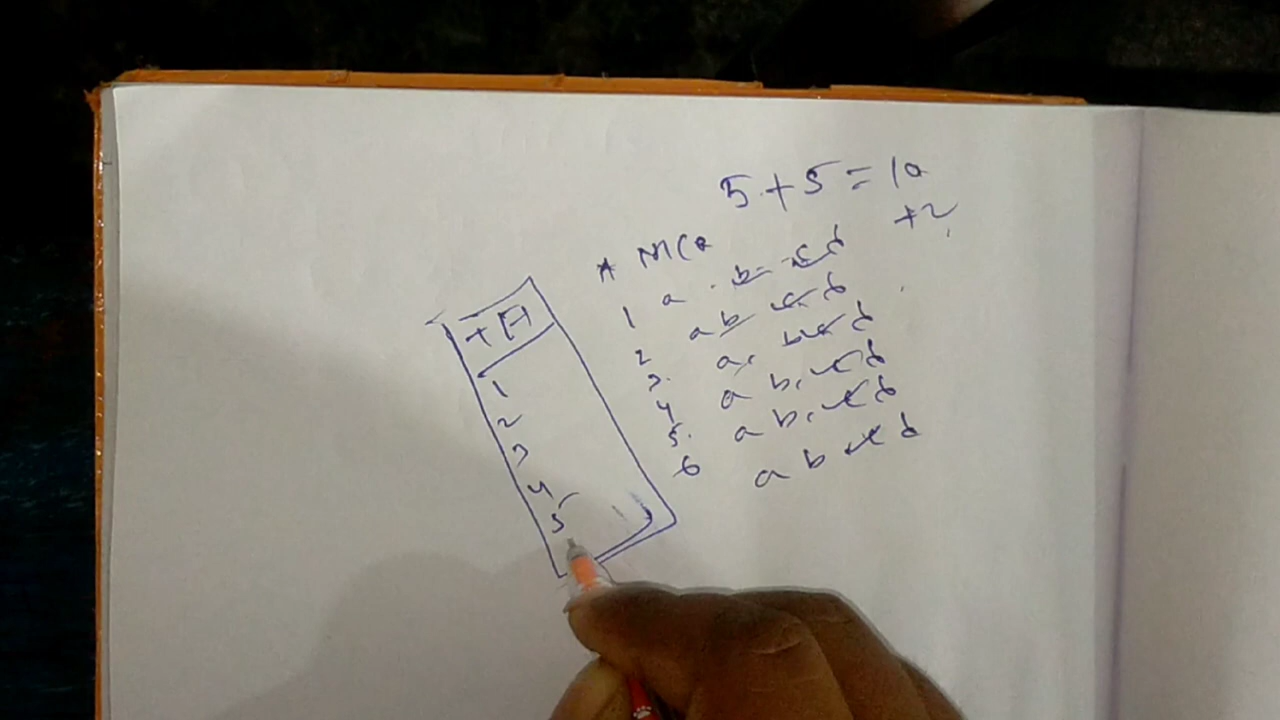 5+5=10
+2
* MCQ
1 a b c d
2 a b c d
3. a, b c d
4 a b, c d
5. a b, c d
6 a b c d
1
2
3
4
5